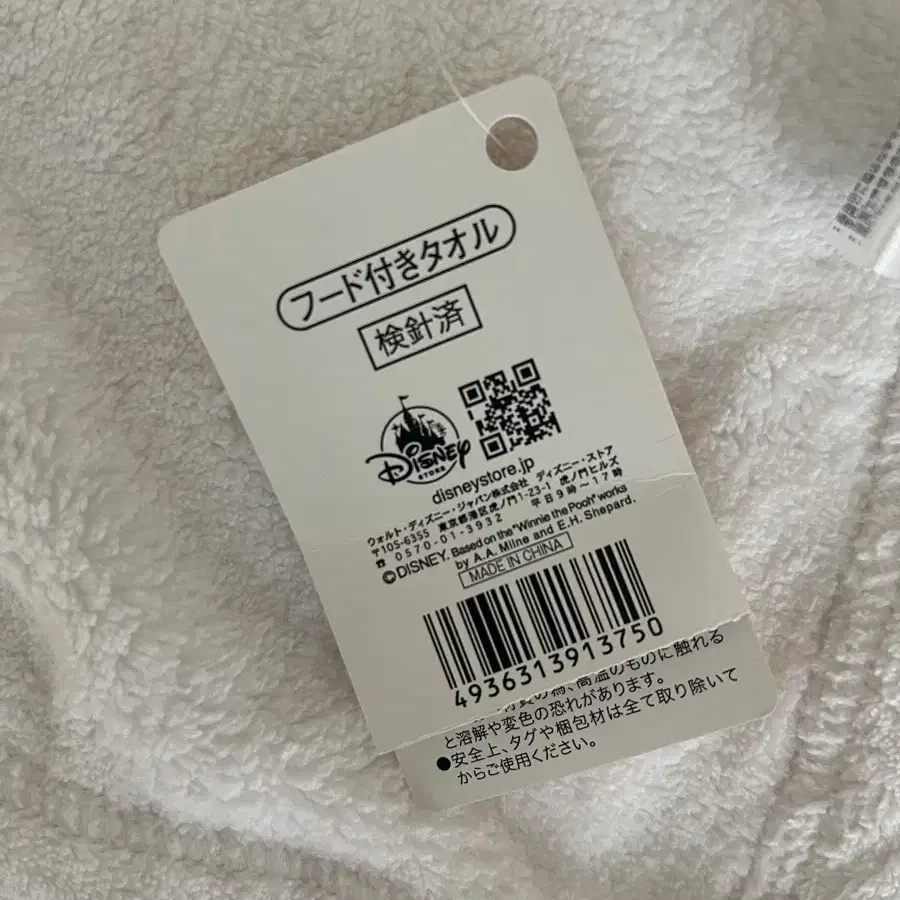 フード付きタオル
検針済
Disney
STORE
disneystore.jp
ウォルト・ディズニー・ジャパン株式会社 ディズニー・ストア
〒105-6355 東京都港区虎ノ門1-23-1 虎ノ門ヒルズ
☎ 0570-01-3932 平日9時〜17時
©DISNEY. Based on the "Winnie the Pooh" works
by A.A. Milne and E.H. Shepard.
MADE IN CHINA
4936313913750
の為、高温のものに触れる
と溶解や変色の恐れがあります。
●安全上、タグや梱包材は全て取り除いて
からご使用ください。